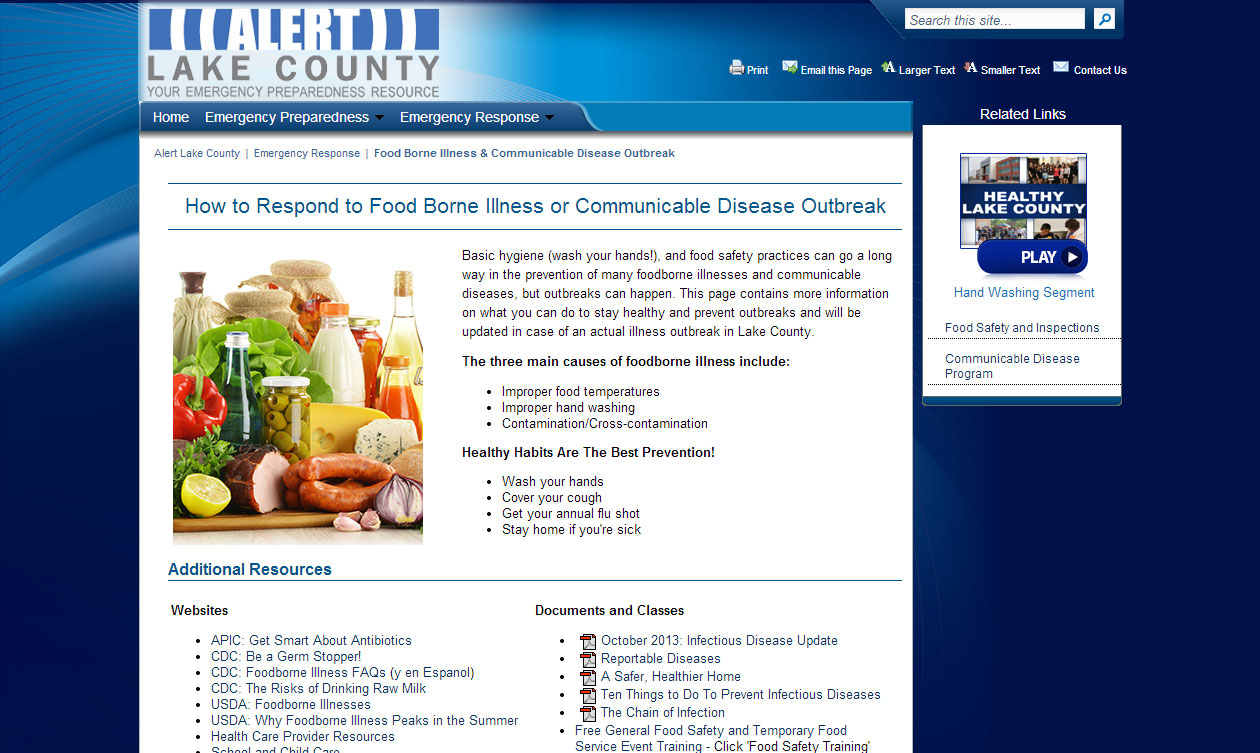 ALERT
LAKE COUNTY
YOUR EMERGENCY PREPAREDNESS RESOURCE
Search this site...
Print
Email this Page
Larger Text
Smaller Text
Contact Us
Home
Emergency Preparedness
Emergency Response
Alert Lake County | Emergency Response | Food Borne Illness & Communicable Disease Outbreak
How to Respond to Food Borne Illness or Communicable Disease Outbreak
Basic hygiene (wash your hands!), and food safety practices can go a long
way in the prevention of many foodborne illnesses and communicable
diseases, but outbreaks can happen. This page contains more information
on what you can do to stay healthy and prevent outbreaks and will be
updated in case of an actual illness outbreak in Lake County.
The three main causes of foodborne illness include:
• Improper food temperatures
• Improper hand washing
• Contamination/Cross-contamination
Healthy Habits Are The Best Prevention!
• Wash your hands
• Cover your cough
• Get your annual flu shot
• Stay home if you're sick
Additional Resources
Websites
• APIC: Get Smart About Antibiotics
• CDC: Be a Germ Stopper!
• CDC: Foodborne Illness FAQs (y en Espanol)
• CDC: The Risks of Drinking Raw Milk
• USDA: Foodborne Illnesses
• USDA: Why Foodborne Illness Peaks in the Summer
• Health Care Provider Resources
• School and Child Care
Documents and Classes
• October 2013: Infectious Disease Update
• Reportable Diseases
• A Safer, Healthier Home
• Ten Things to Do To Prevent Infectious Diseases
• The Chain of Infection
• Free General Food Safety and Temporary Food
Service Event Training - Click 'Food Safety Training'
Related Links
HEALTHY
LAKE COUNTY
PLAY
Hand Washing Segment
Food Safety and Inspections
Communicable Disease
Program